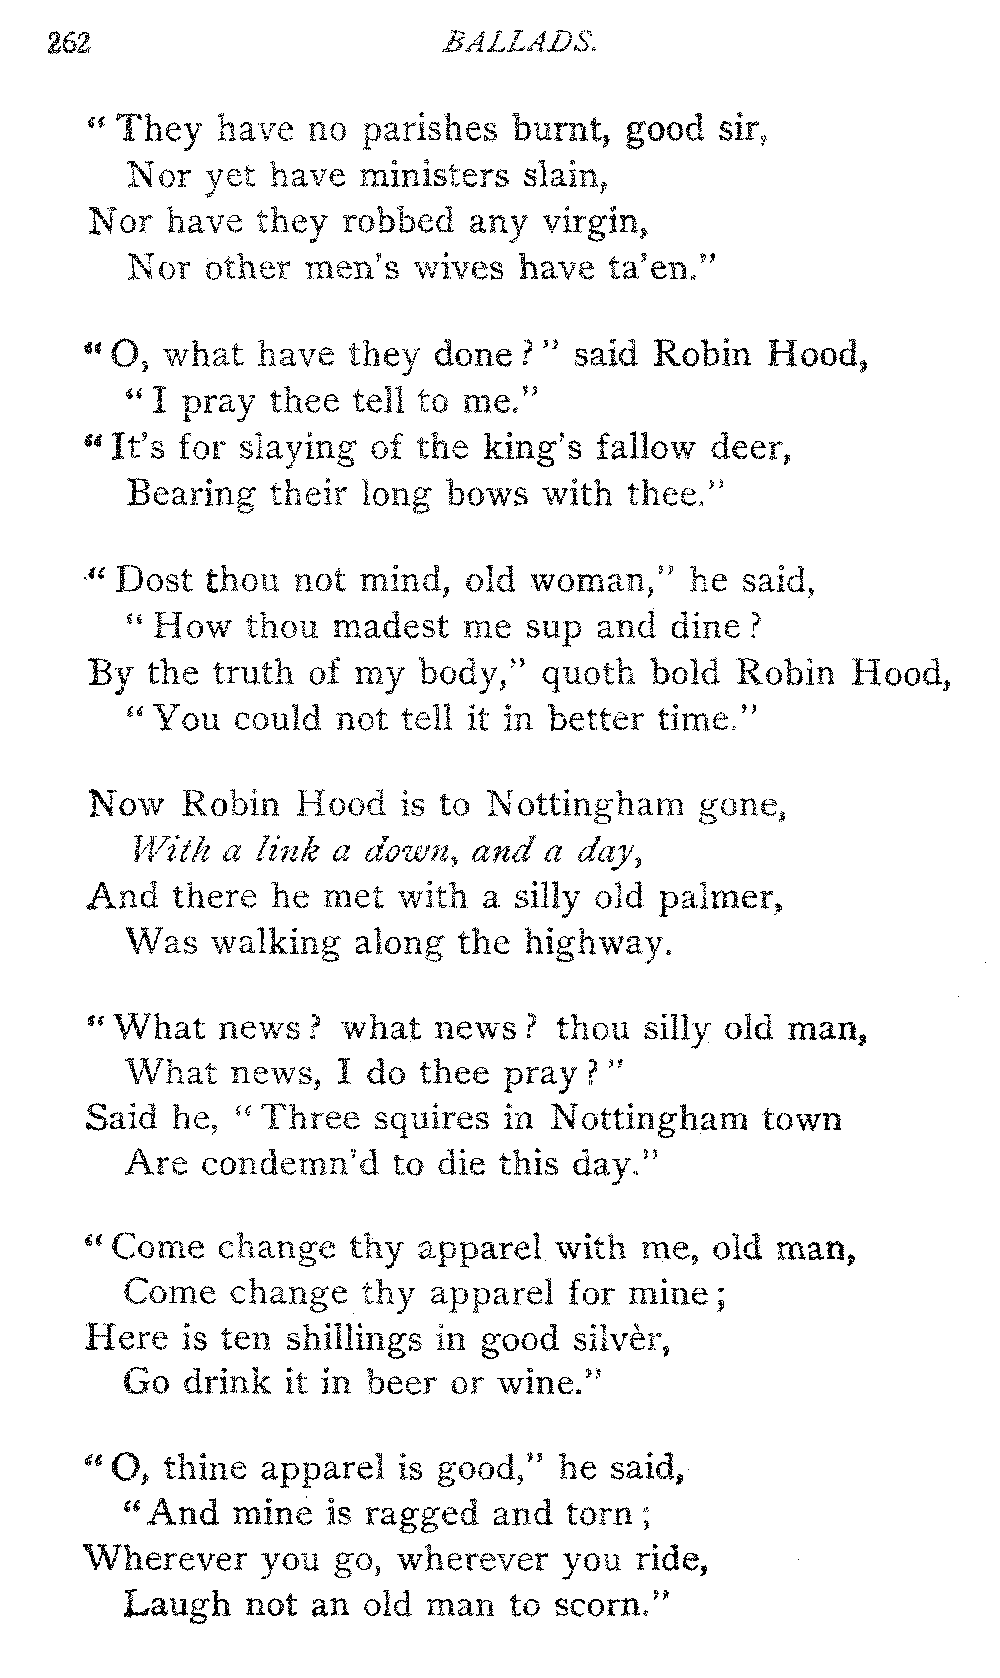 262 BALLADS.
“They have no parishes burnt, good sir,
Nor yet have ministers slain,
Nor have they robbed any virgin,
Nor other men’s wives have ta’en.”
“O, what have they done?” said Robin Hood,
“I pray thee tell to me.”
“It’s for slaying of the king’s fallow deer,
Bearing their long bows with thee.”
“Dost thou not mind, old woman,” he said,
“How thou madest me sup and dine?
By the truth of my body,” quoth bold Robin Hood,
“You could not tell it in better time.”
Now Robin Hood is to Nottingham gone,
With a link a down, and a day,
And there he met with a silly old palmer,
Was walking along the highway.
“What news? what news? thou silly old man,
What news, I do thee pray?”
Said he, “Three squires in Nottingham town
Are condemn’d to die this day.”
“Come change thy apparel with me, old man,
Come change thy apparel for mine;
Here is ten shillings in good silvèr,
Go drink it in beer or wine.”
“O, thine apparel is good,” he said,
“And mine is ragged and torn;
Wherever you go, wherever you ride,
Laugh not an old man to scorn.”